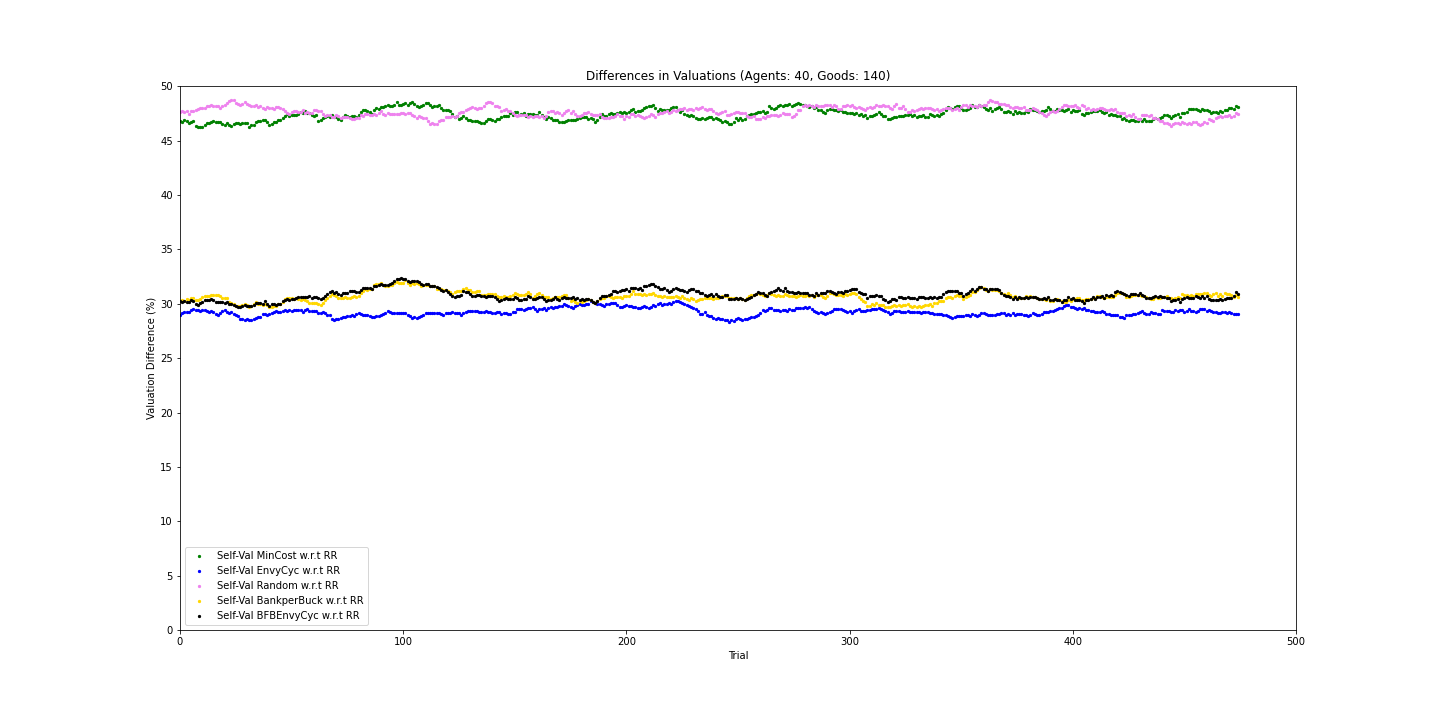 Differences in Valuations (Agents: 40, Goods: 140)
50
45
40
35
30
25
20
15
10
5
0
Valuation Difference (%)
Self-Val MinCost w.r.t RR
Self-Val EnvyCyc w.r.t RR
Self-Val Random w.r.t RR
Self-Val BankperBuck w.r.t RR
Self-Val BFBEnvyCyc w.r.t RR
0 100 200 300 400 500
Trial